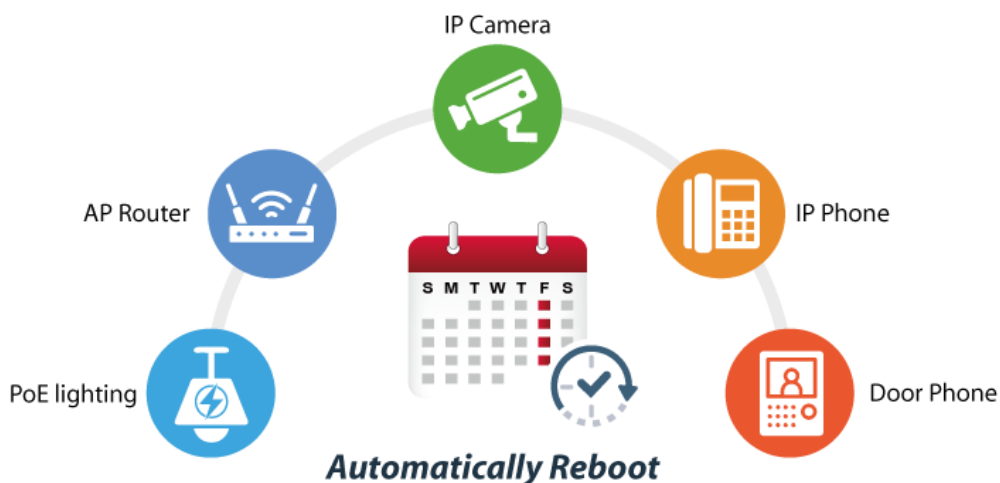 IP Camera
AP Router
IP Phone
S M T W T F S
PoE lighting
Door Phone
Automatically Reboot